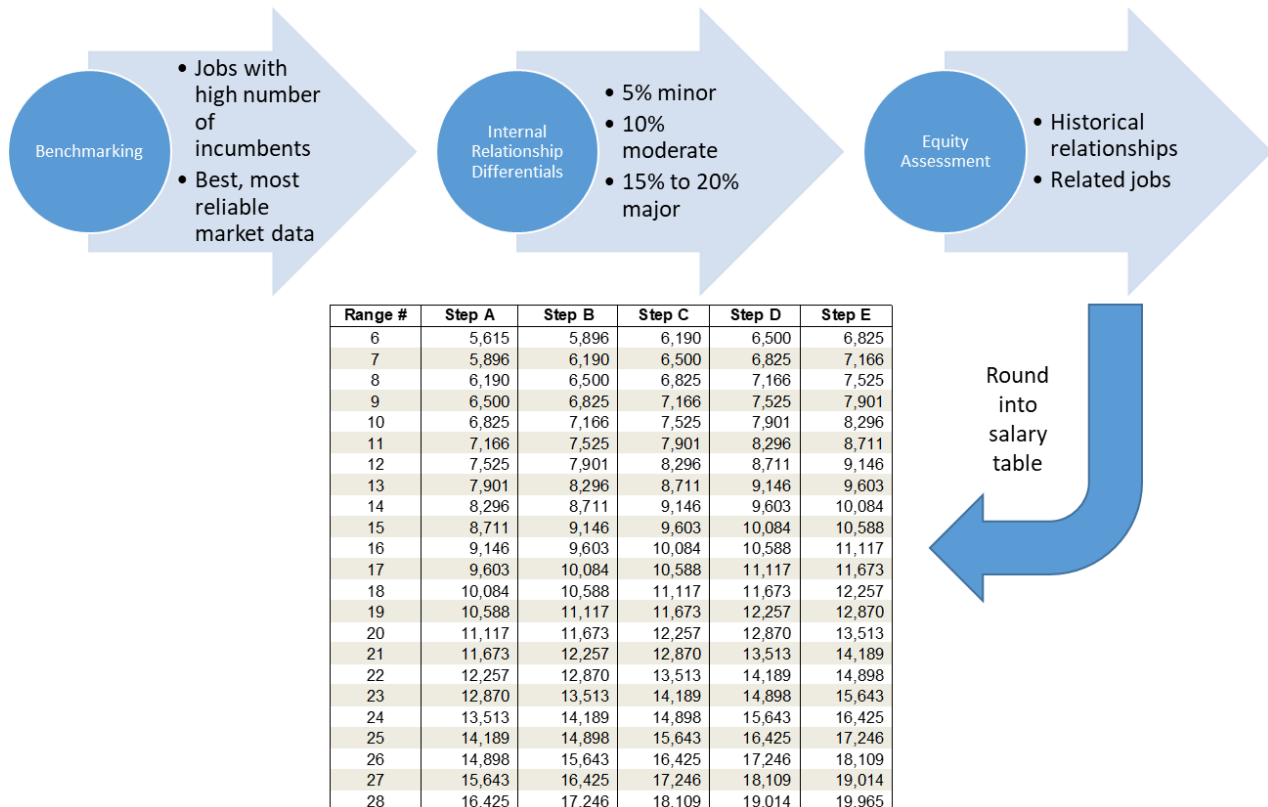 Benchmarking
• Jobs with
high number
of
incumbents
• Best, most
reliable
market data
Internal
Relationship
Differentials
• 5% minor
• 10%
moderate
• 15% to 20%
major
Equity
Assessment
• Historical
relationships
• Related jobs
Round
into
salary
table
Range # Step A Step B Step C Step D Step E
6 5,615 5,896 6,190 6,500 6,825
7 5,896 6,190 6,500 6,825 7,166
8 6,190 6,500 6,825 7,166 7,525
9 6,500 6,825 7,166 7,525 7,901
10 6,825 7,166 7,525 7,901 8,296
11 7,166 7,525 7,901 8,296 8,711
12 7,525 7,901 8,296 8,711 9,146
13 7,901 8,296 8,711 9,146 9,603
14 8,296 8,711 9,146 9,603 10,084
15 8,711 9,146 9,603 10,084 10,588
16 9,146 9,603 10,084 10,588 11,117
17 9,603 10,084 10,588 11,117 11,673
18 10,084 10,588 11,117 11,673 12,257
19 10,588 11,117 11,673 12,257 12,870
20 11,117 11,673 12,257 12,870 13,513
21 11,673 12,257 12,870 13,513 14,189
22 12,257 12,870 13,513 14,189 14,898
23 12,870 13,513 14,189 14,898 15,643
24 13,513 14,189 14,898 15,643 16,425
25 14,189 14,898 15,643 16,425 17,246
26 14,898 15,643 16,425 17,246 18,109
27 15,643 16,425 17,246 18,109 19,014
28 16,425 17,246 18,109 19,014 19,965